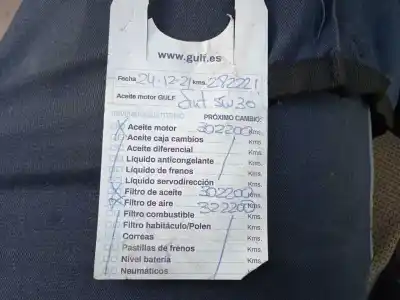 www.gulf.es
Fecha 24-12-21 kms. 282221
Aceite motor GULF 5w30
PRÓXIMO CAMBIO:
Aceite motor 302200 Kms.
Aceite caja cambios Kms.
Aceite diferencial Kms.
Líquido anticongelante Kms.
Líquido de frenos Kms.
Líquido servodirección Kms.
Filtro de aceite 302200 Kms.
Filtro de aire 322200 Kms.
Filtro combustible Kms.
Filtro habitáculo/Polen Kms.
Correas Kms.
Pastillas de frenos Kms.
Nivel batería Kms.
Neumáticos Kms.